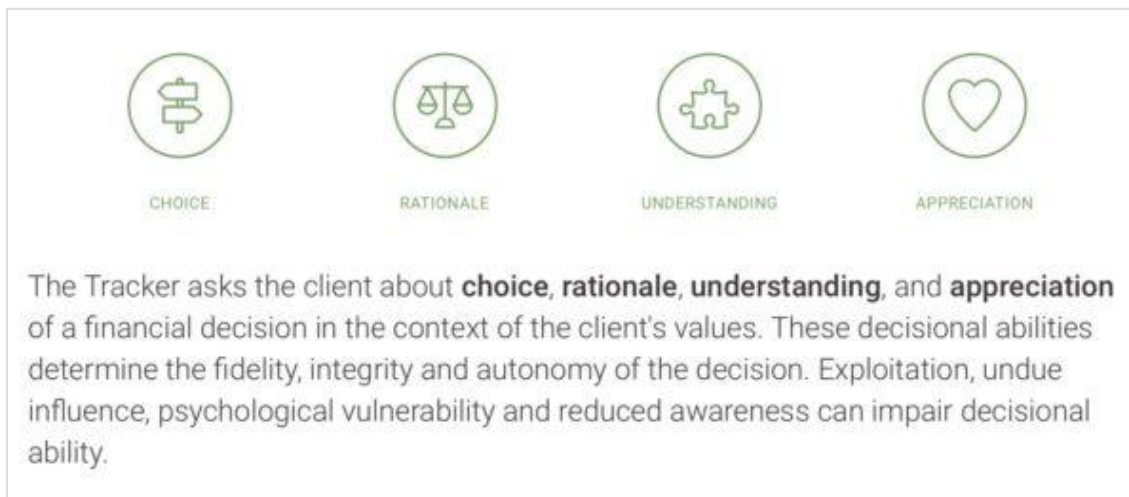 CHOICE RATIONALE UNDERSTANDING APPRECIATION
The Tracker asks the client about choice, rationale, understanding, and appreciation
of a financial decision in the context of the client's values. These decisional abilities
determine the fidelity, integrity and autonomy of the decision. Exploitation, undue
influence, psychological vulnerability and reduced awareness can impair decisional
ability.